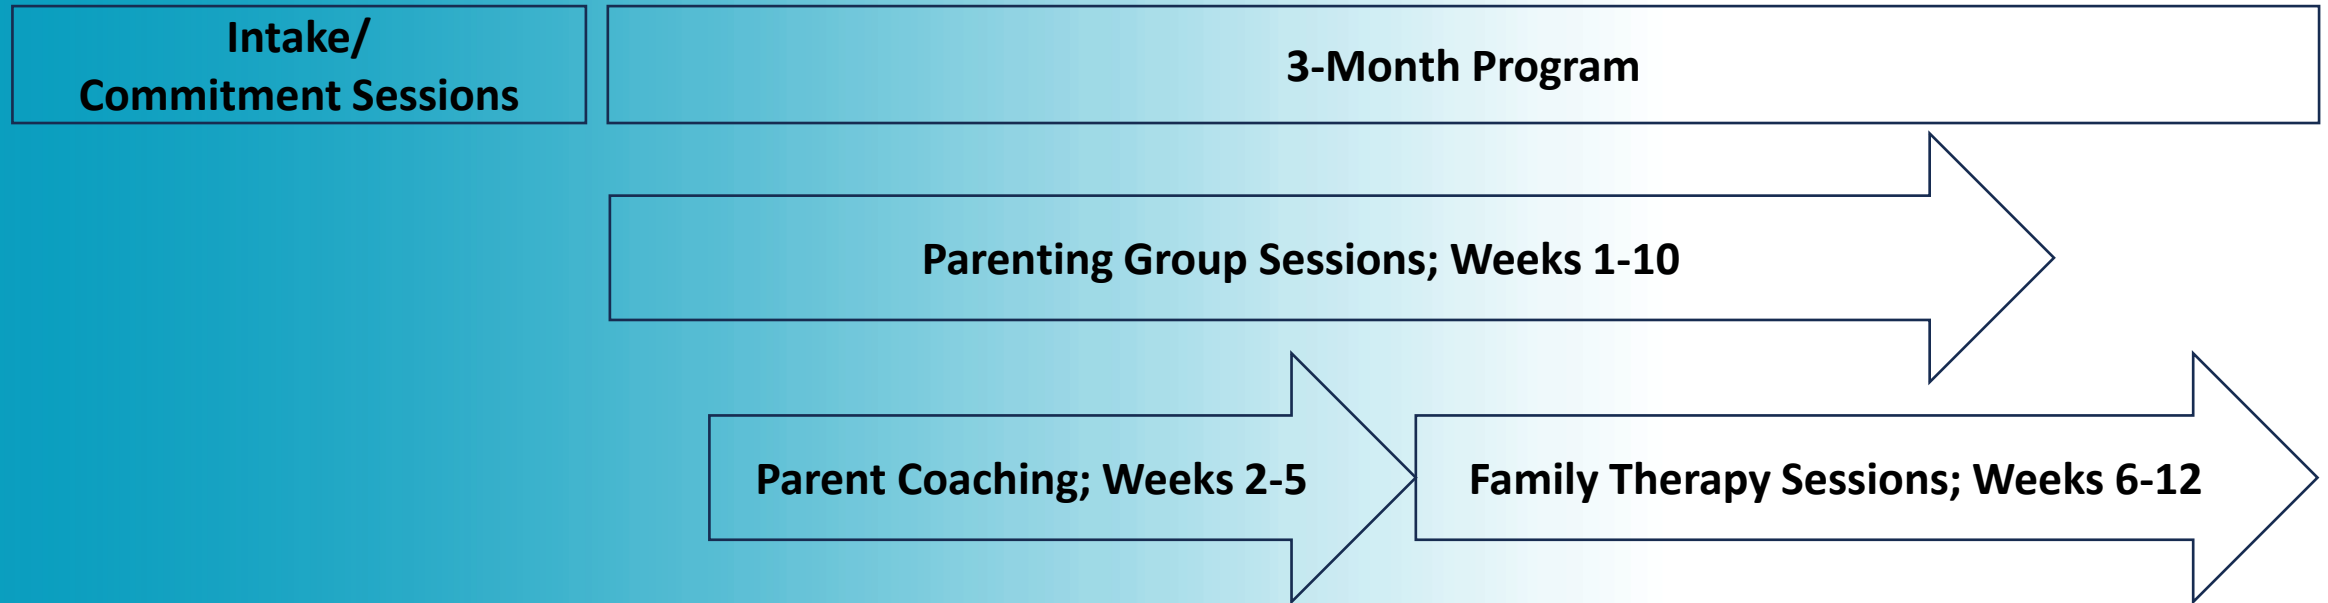 Intake/
Commitment Sessions
3-Month Program
Parenting Group Sessions; Weeks 1-10
Parent Coaching; Weeks 2-5
Family Therapy Sessions; Weeks 6-12